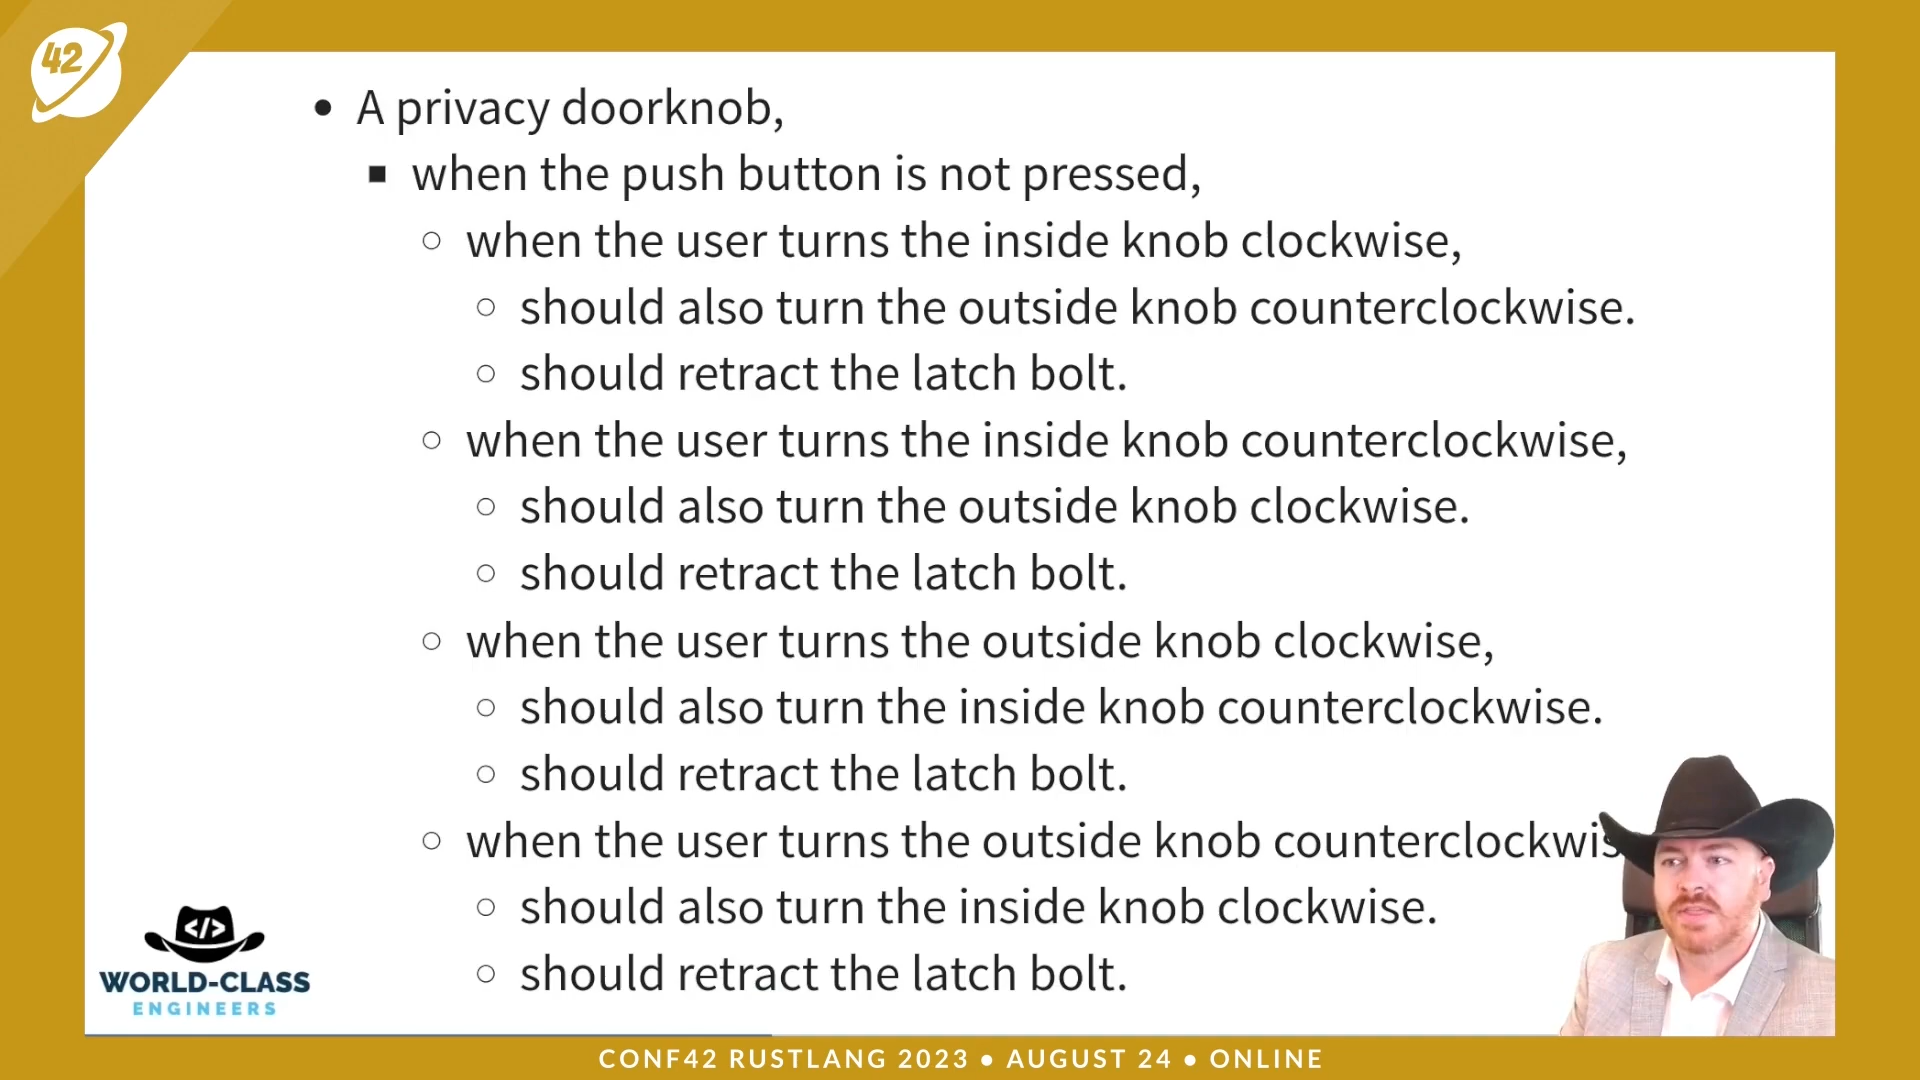 42
A privacy doorknob,
when the push button is not pressed,
when the user turns the inside knob clockwise,
should also turn the outside knob counterclockwise.
should retract the latch bolt.
when the user turns the inside knob counterclockwise,
should also turn the outside knob clockwise.
should retract the latch bolt.
when the user turns the outside knob clockwise,
should also turn the inside knob counterclockwise.
should retract the latch bolt.
when the user turns the outside knob counterclockwis
should also turn the inside knob clockwise.
should retract the latch bolt.
</>
WORLD-CLASS
ENGINEERS
CONF42 RUSTLANG 2023 • AUGUST 24 • ONLINE